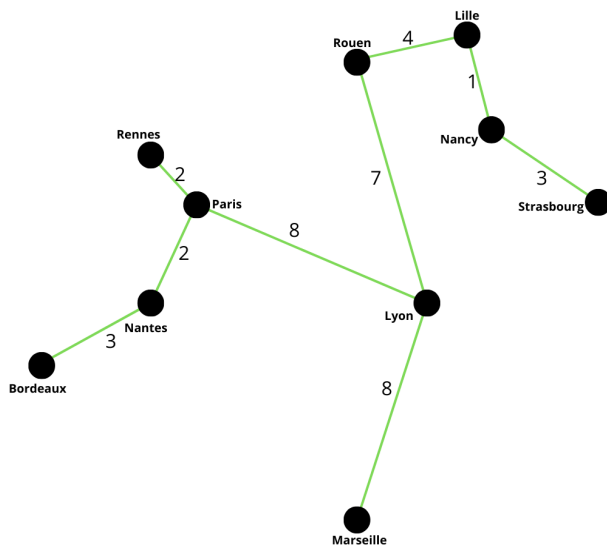 Lille
Rouen
4
1
Rennes
Nancy
2
7
3
Paris
Strasbourg
8
2
Lyon
Nantes
3
Bordeaux
8
Marseille